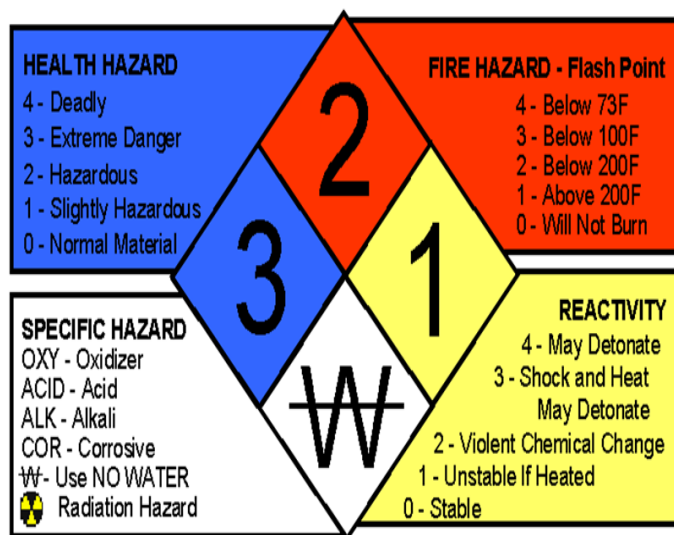 HEALTH HAZARD
4 - Deadly
3 - Extreme Danger
2 - Hazardous
1 - Slightly Hazardous
0 - Normal Material
FIRE HAZARD - Flash Point
4 - Below 73F
3 - Below 100F
2 - Below 200F
1 - Above 200F
0 - Will Not Burn
2
3
1
W
SPECIFIC HAZARD
OXY - Oxidizer
ACID - Acid
ALK - Alkali
COR - Corrosive
W - Use NO WATER
Radiation Hazard
REACTIVITY
4 - May Detonate
3 - Shock and Heat
May Detonate
2 - Violent Chemical Change
1 - Unstable If Heated
0 - Stable